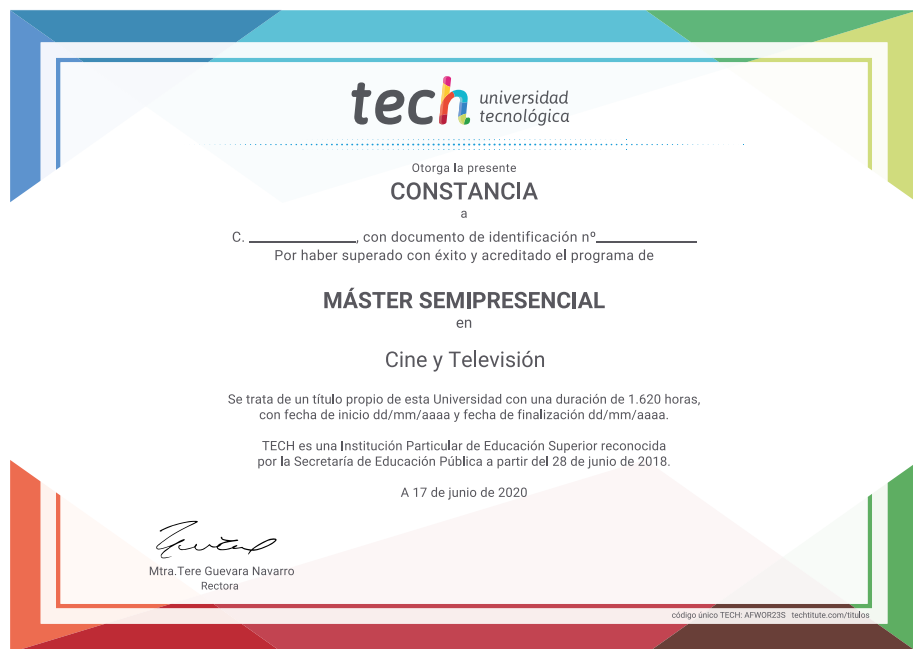 tech universidad
tecnológica
Otorga la presente
CONSTANCIA
a
C. ____________, con documento de identificación nº____________
Por haber superado con éxito y acreditado el programa de
MÁSTER SEMIPRESENCIAL
en
Cine y Televisión
Se trata de un título propio de esta Universidad con una duración de 1.620 horas,
con fecha de inicio dd/mm/aaaa y fecha de finalización dd/mm/aaaa.
TECH es una Institución Particular de Educación Superior reconocida
por la Secretaría de Educación Pública a partir del 28 de junio de 2018.
A 17 de junio de 2020
Mtra.Tere Guevara Navarro
Rectora
código único TECH: AFWOR23S techtitute.com/titulos